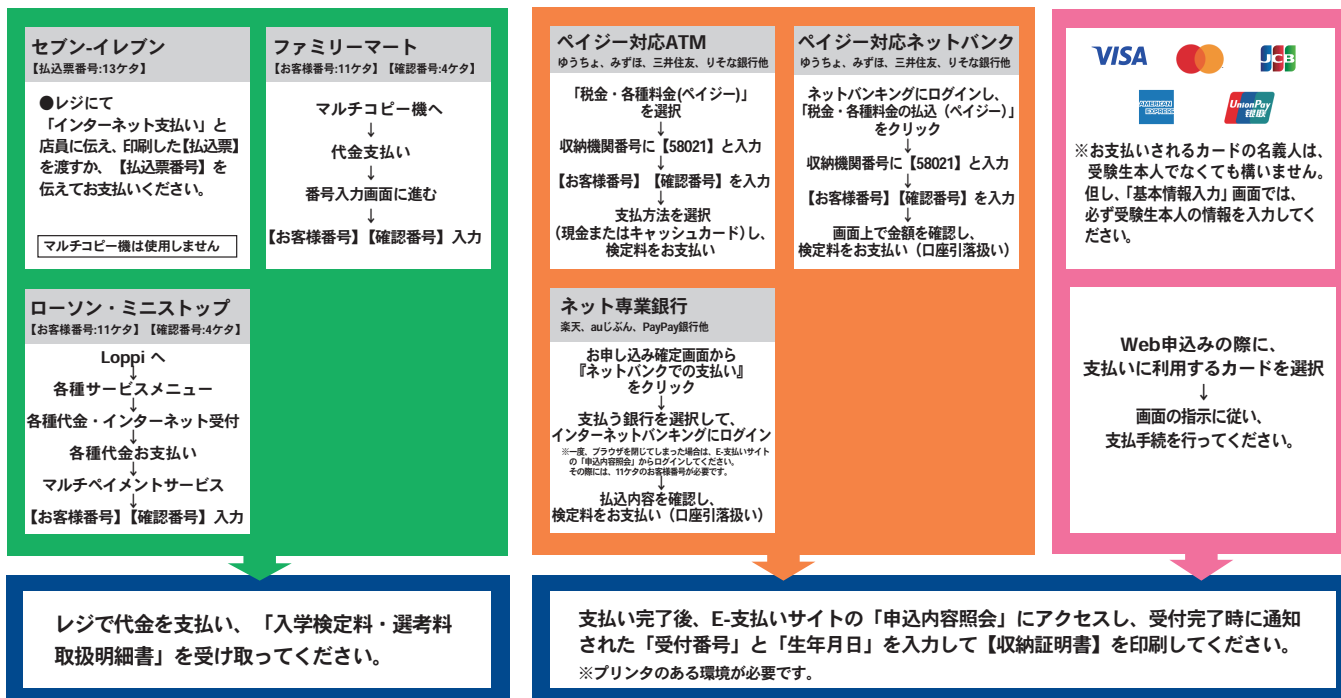 セブン-イレブン
【払込票番号:13ケタ】
●レジにて
「インターネット支払い」と
店員に伝え、印刷した【払込票】
を渡すか、【払込票番号】を
伝えてお支払いください。
マルチコピー機は使用しません
ファミリーマート
【お客様番号:11ケタ】【確認番号:4ケタ】
マルチコピー機へ
↓
代金支払い
↓
番号入力画面に進む
↓
【お客様番号】【確認番号】入力
ローソン・ミニストップ
【お客様番号:11ケタ】【確認番号:4ケタ】
Loppi へ
↓
各種サービスメニュー
↓
各種代金・インターネット受付
↓
各種代金お支払い
↓
マルチペイメントサービス
↓
【お客様番号】【確認番号】入力
レジで代金を支払い、「入学検定料・選考料
取扱明細書」を受け取ってください。
ペイジー対応ATM
ゆうちょ、みずほ、三井住友、りそな銀行他
「税金・各種料金(ペイジー)」
を選択
↓
収納機関番号に【58021】と入力
↓
【お客様番号】【確認番号】を入力
↓
支払方法を選択
(現金またはキャッシュカード)し、
検定料をお支払い
ペイジー対応ネットバンク
ゆうちょ、みずほ、三井住友、りそな銀行他
ネットバンキングにログインし、
「税金・各種料金の払込（ペイジー）」
をクリック
↓
収納機関番号に【58021】と入力
↓
【お客様番号】【確認番号】を入力
↓
画面上で金額を確認し、
検定料をお支払い（口座引落扱い）
ネット専業銀行
楽天、auじぶん、PayPay銀行他
お申し込み確定画面から
『ネットバンクでの支払い』
をクリック
↓
支払う銀行を選択して、
インターネットバンキングにログイン
※一度、ブラウザを閉じてしまった場合は、E-支払いサイト
の「申込内容照会」からログインしてください。
その際には、11ケタのお客様番号が必要です。
↓
払込内容を確認し、
検定料をお支払い（口座引落扱い）
VISA
JCB
AMERICAN
EXPRESS
UnionPay
银联
※お支払いされるカードの名義人は、
受験生本人でなくても構いません。
但し、「基本情報入力」画面では、
必ず受験生本人の情報を入力してく
ださい。
Web申込みの際に、
支払いに利用するカードを選択
↓
画面の指示に従い、
支払手続を行ってください。
支払い完了後、E-支払いサイトの「申込内容照会」にアクセスし、受付完了時に通知
された「受付番号」と「生年月日」を入力して【収納証明書】を印刷してください。
※プリンタのある環境が必要です。